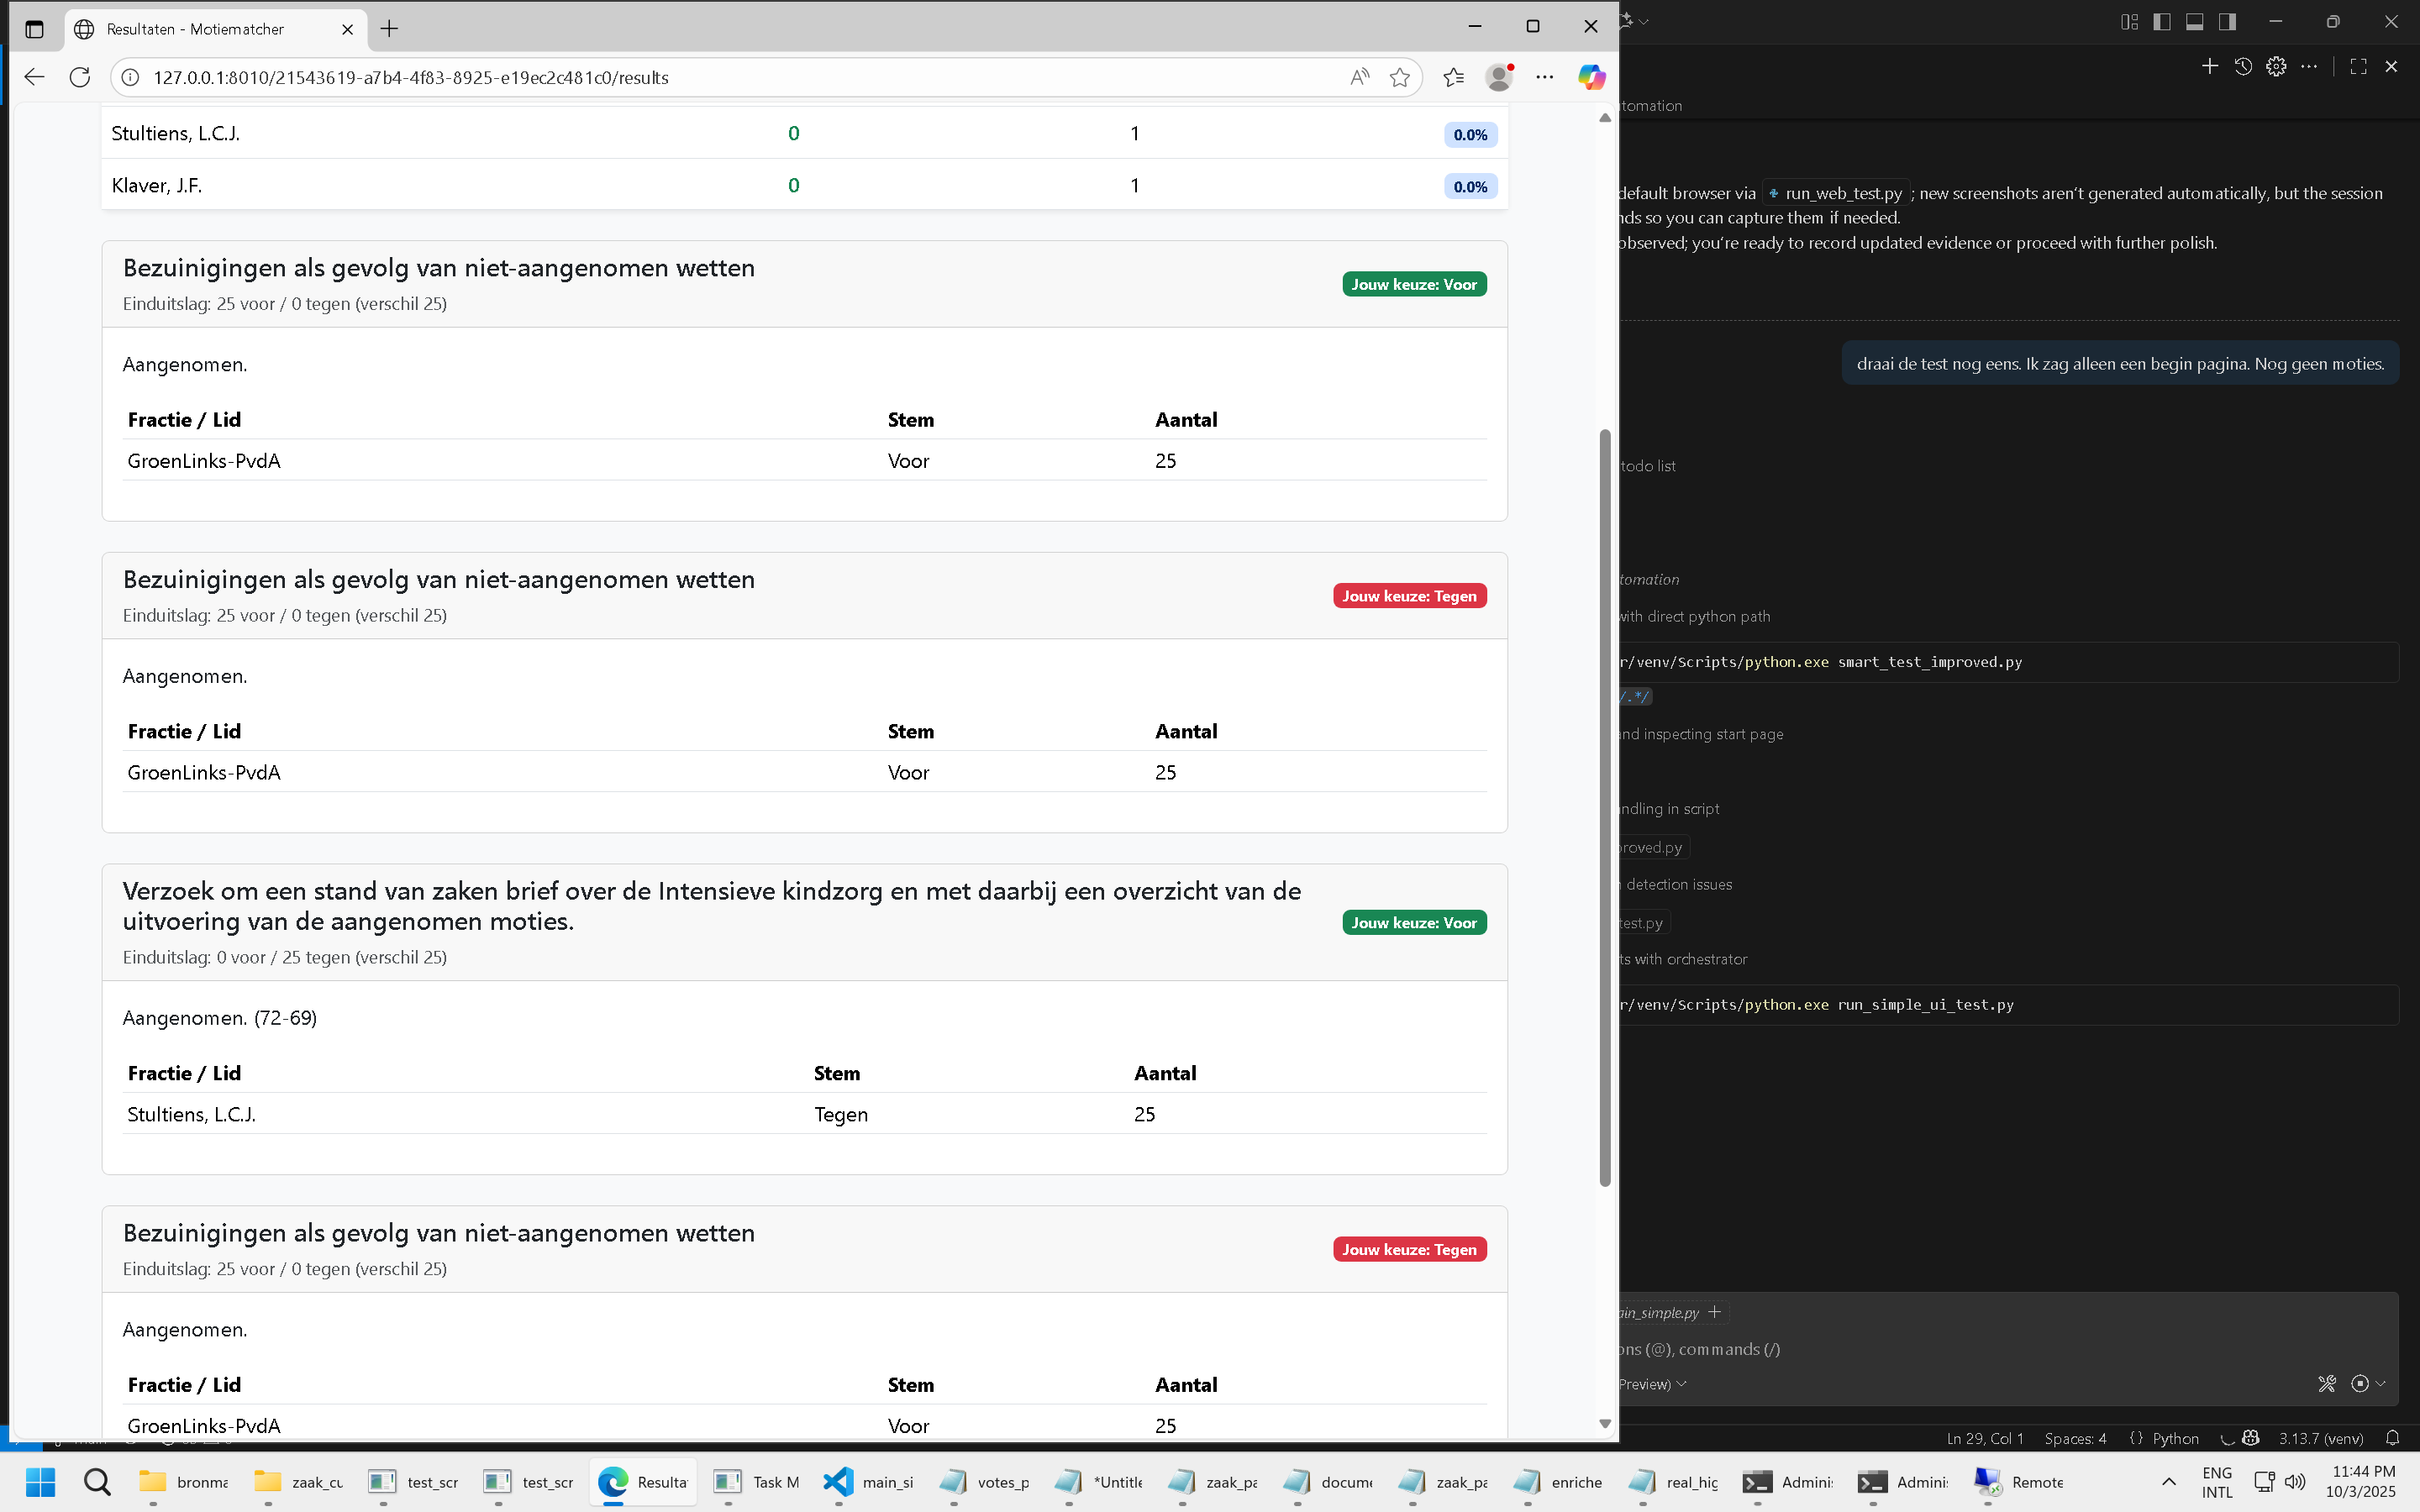 Resultaten - Motiematcher
127.0.0.1:8010/21543619-a7b4-4f83-8925-e19ec2c481c0/results
Stultiens, L.C.J. 0 1 0.0%
Klaver, J.F. 0 1 0.0%
Bezuinigingen als gevolg van niet-aangenomen wetten
Einduitslag: 25 voor / 0 tegen (verschil 25)
Jouw keuze: Voor
Aangenomen.
Fractie / Lid Stem Aantal
GroenLinks-PvdA Voor 25
Bezuinigingen als gevolg van niet-aangenomen wetten
Einduitslag: 25 voor / 0 tegen (verschil 25)
Jouw keuze: Tegen
Aangenomen.
Fractie / Lid Stem Aantal
GroenLinks-PvdA Voor 25
Verzoek om een stand van zaken brief over de Intensieve kindzorg en met daarbij een overzicht van de
uitvoering van de aangenomen moties.
Einduitslag: 0 voor / 25 tegen (verschil 25)
Jouw keuze: Voor
Aangenomen. (72-69)
Fractie / Lid Stem Aantal
Stultiens, L.C.J. Tegen 25
Bezuinigingen als gevolg van niet-aangenomen wetten
Einduitslag: 25 voor / 0 tegen (verschil 25)
Jouw keuze: Tegen
Aangenomen.
Fractie / Lid Stem Aantal
GroenLinks-PvdA Voor 25
tomation
default browser via run_web_test.py ; new screenshots aren't generated automatically, but the session
nds so you can capture them if needed.
observed; you're ready to record updated evidence or proceed with further polish.
draai de test nog eens. Ik zag alleen een begin pagina. Nog geen moties.
todo list
tomation
with direct python path
r/venv/Scripts/python.exe smart_test_improved.py
/.*/
and inspecting start page
andling in script
proved.py
n detection issues
test.py
ts with orchestrator
r/venv/Scripts/python.exe run_simple_ui_test.py
ain_simple.py
ons (@), commands (/)
Preview)
Ln 29, Col 1 Spaces: 4 {} Python 3.13.7 (venv)
bronma zaak_cu test_scr test_scr Resulta Task M main_si votes_p *Untitle zaak_pa docume zaak_pa enriche real_hig Adminis Adminis Remote
ENG
INTL
11:44 PM
10/3/2025